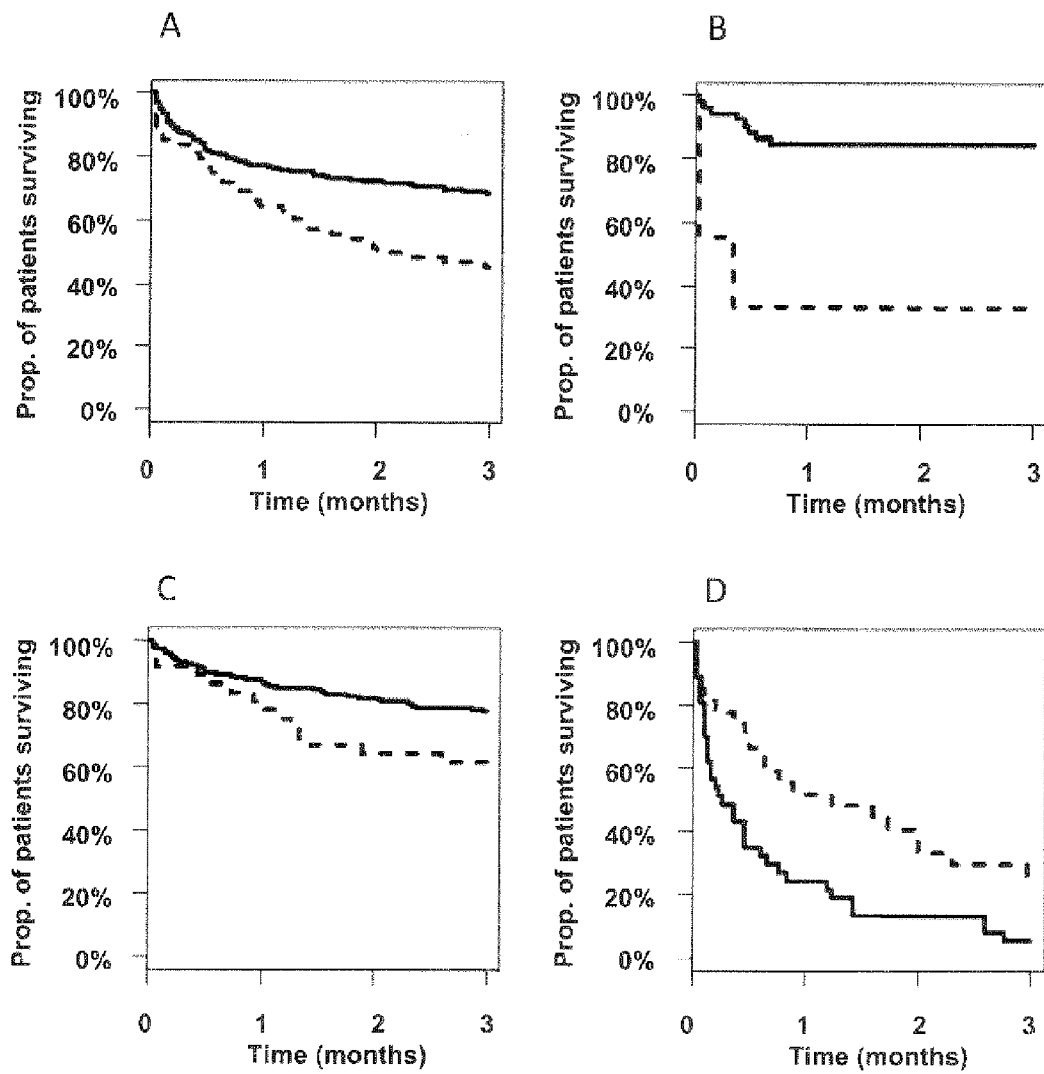 A
Prop. of patients surviving
100%
80%
60%
40%
20%
0%
0 1 2 3
Time (months)
B
Prop. of patients surviving
100%
80%
60%
40%
20%
0%
0 1 2 3
Time (months)
C
Prop. of patients surviving
100%
80%
60%
40%
20%
0%
0 1 2 3
Time (months)
D
Prop. of patients surviving
100%
80%
60%
40%
20%
0%
0 1 2 3
Time (months)